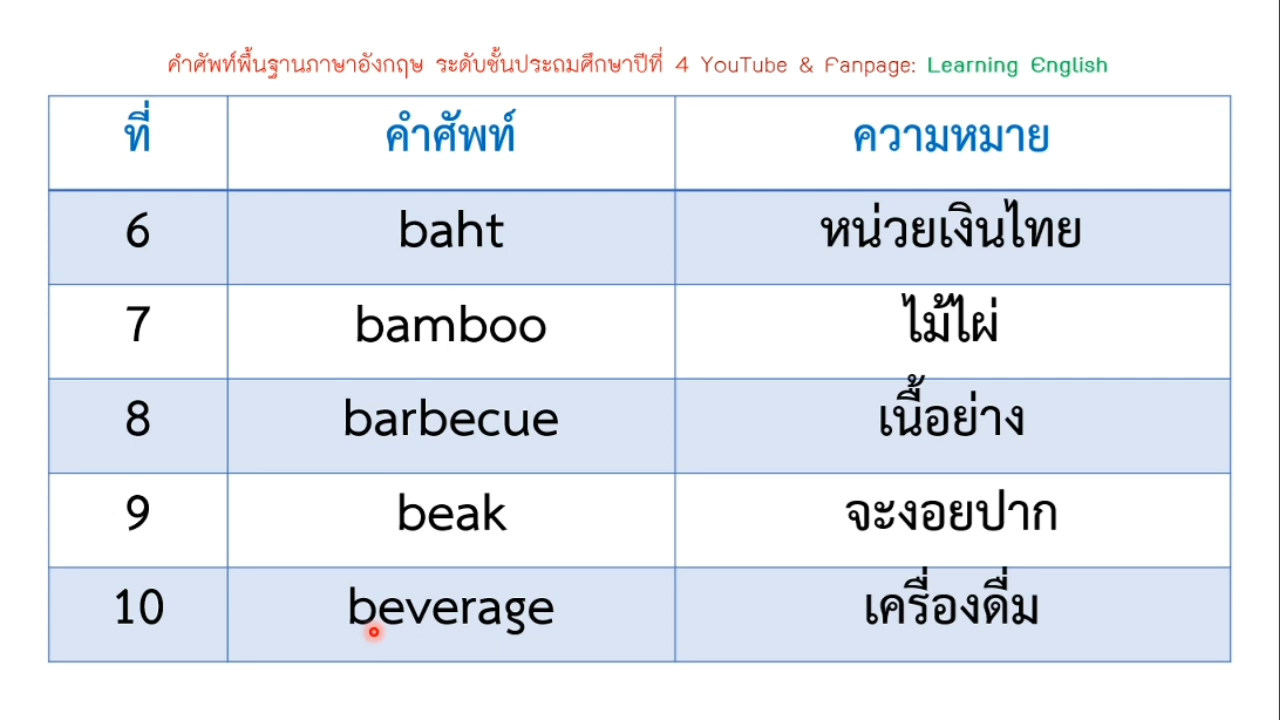 คำศัพท์พื้นฐานภาษาอังกฤษ ระดับชั้นประถมศึกษาปีที่ 4 YouTube & Fanpage: Learning English
ที่ คำศัพท์ ความหมาย
6 baht หน่วยเงินไทย
7 bamboo ไม้ไผ่
8 barbecue เนื้อย่าง
9 beak จะงอยปาก
10 beverage เครื่องดื่ม